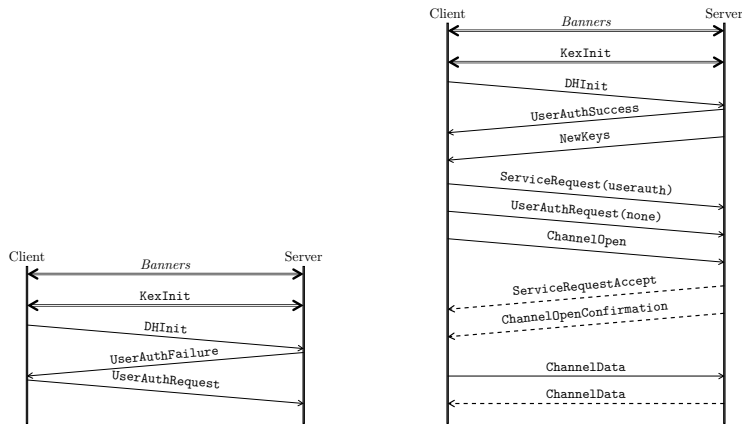 Client
Server
Banners
KexInit
DHInit
UserAuthFailure
UserAuthRequest
Client
Server
Banners
KexInit
DHInit
UserAuthSuccess
NewKeys
ServiceRequest(userauth)
UserAuthRequest(none)
ChannelOpen
ServiceRequestAccept
ChannelOpenConfirmation
ChannelData
ChannelData